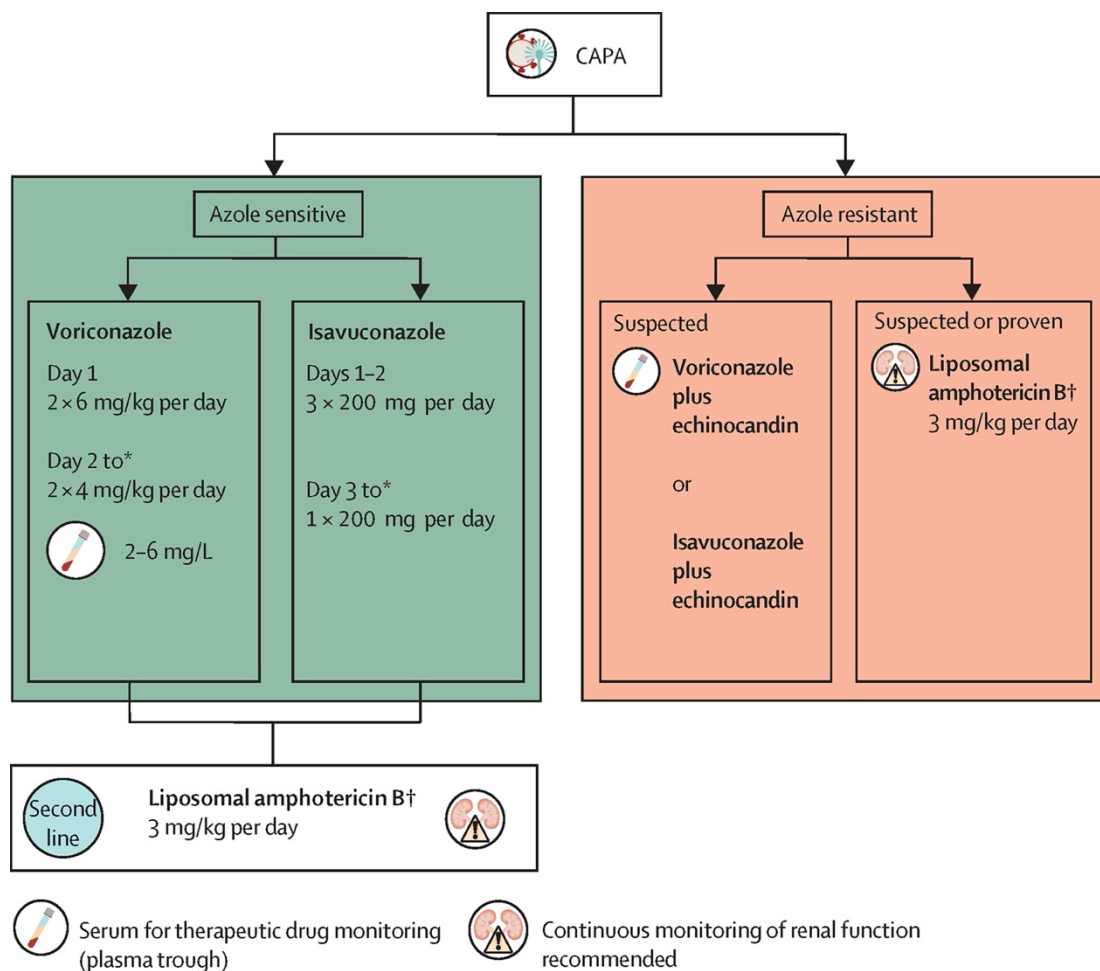 CAPA
Azole sensitive
Voriconazole
Day 1
2 × 6 mg/kg per day
Day 2 to*
2 × 4 mg/kg per day
2–6 mg/L
Isavuconazole
Days 1–2
3 × 200 mg per day
Day 3 to*
1 × 200 mg per day
Azole resistant
Suspected
Voriconazole
plus
echinocandin
or
Isavuconazole
plus
echinocandin
Suspected or proven
Liposomal
amphotericin B†
3 mg/kg per day
Second
line
Liposomal amphotericin B†
3 mg/kg per day
Serum for therapeutic drug monitoring
(plasma trough)
Continuous monitoring of renal function
recommended